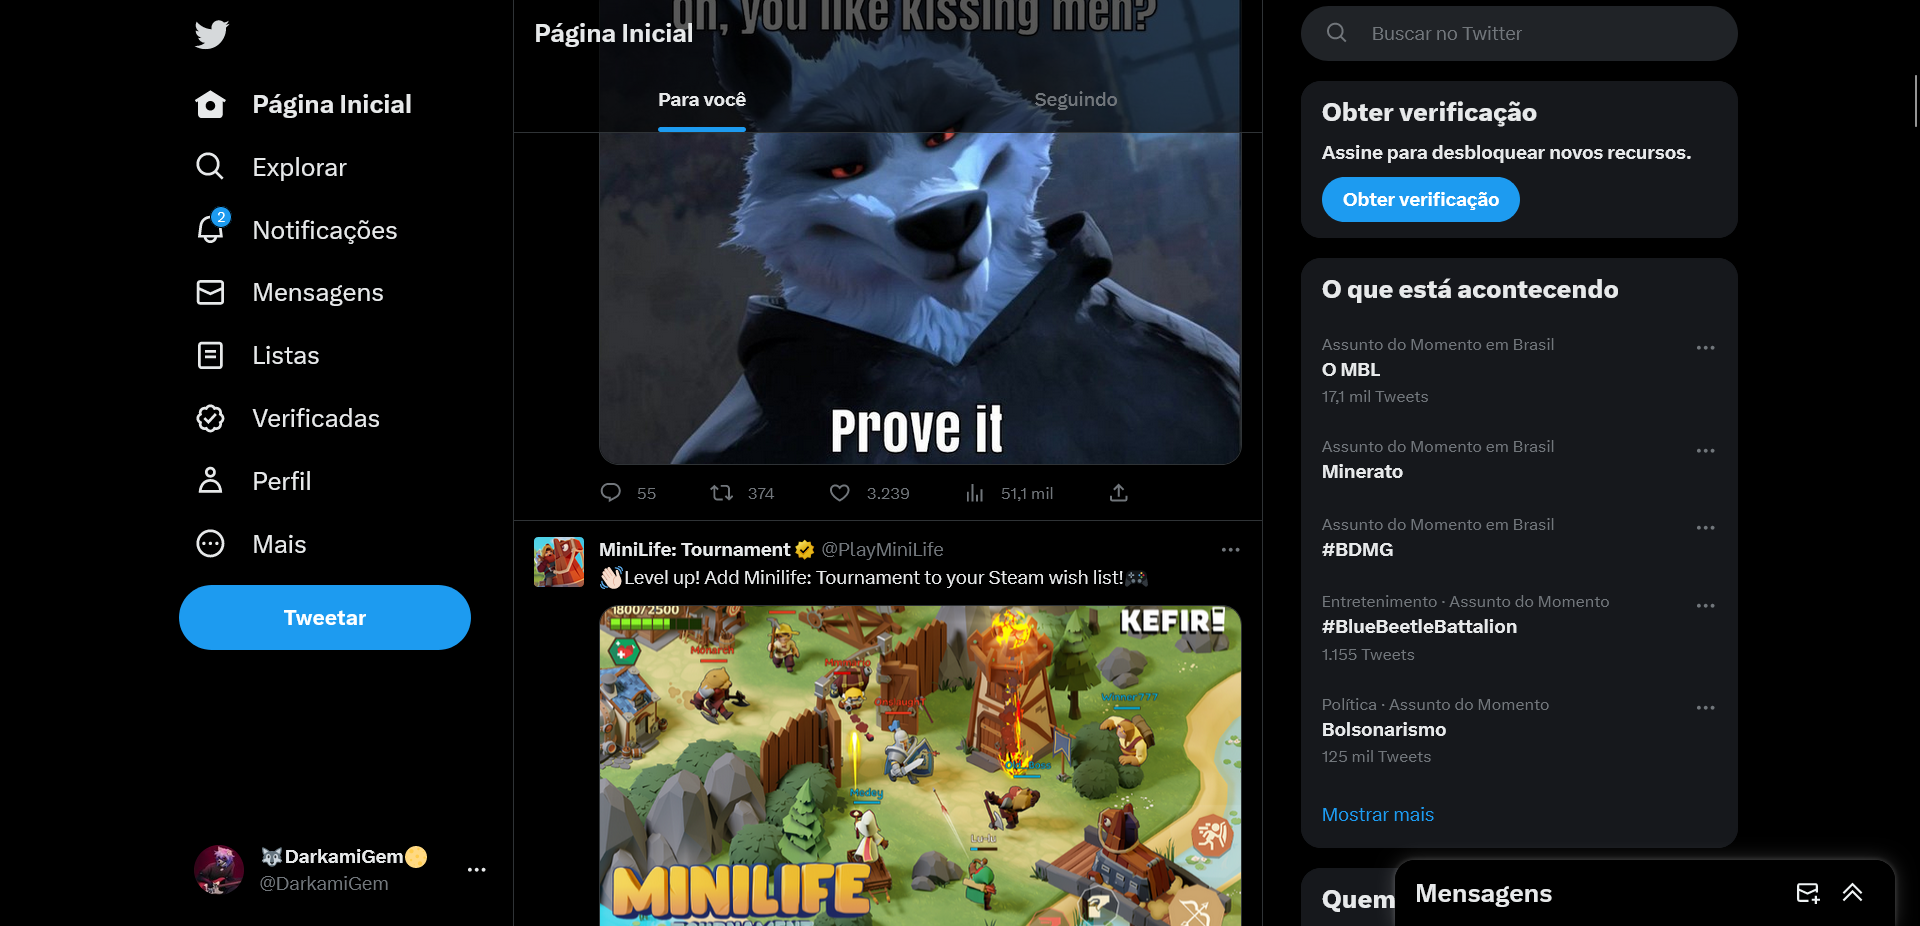 Página Inicial
Explorar
2
Notificações
Mensagens
Listas
Verificadas
Perfil
Mais
Tweetar
DarkamiGem
@DarkamiGem
oh, you like kissing men?
Página Inicial
Para você
Seguindo
Prove it
55
374
3.239
51,1 mil
MiniLife: Tournament @PlayMiniLife
Level up! Add Minilife: Tournament to your Steam wish list!
1800/2500
KEFIR!
Monarch
Winner777
Medey
MINILIFE
TOURNAMENT
Buscar no Twitter
Obter verificação
Assine para desbloquear novos recursos.
Obter verificação
O que está acontecendo
Assunto do Momento em Brasil
O MBL
17,1 mil Tweets
Assunto do Momento em Brasil
Minerato
Assunto do Momento em Brasil
#BDMG
Entretenimento · Assunto do Momento
#BlueBeetleBattalion
1.155 Tweets
Política · Assunto do Momento
Bolsonarismo
125 mil Tweets
Mostrar mais
Quem
Mensagens